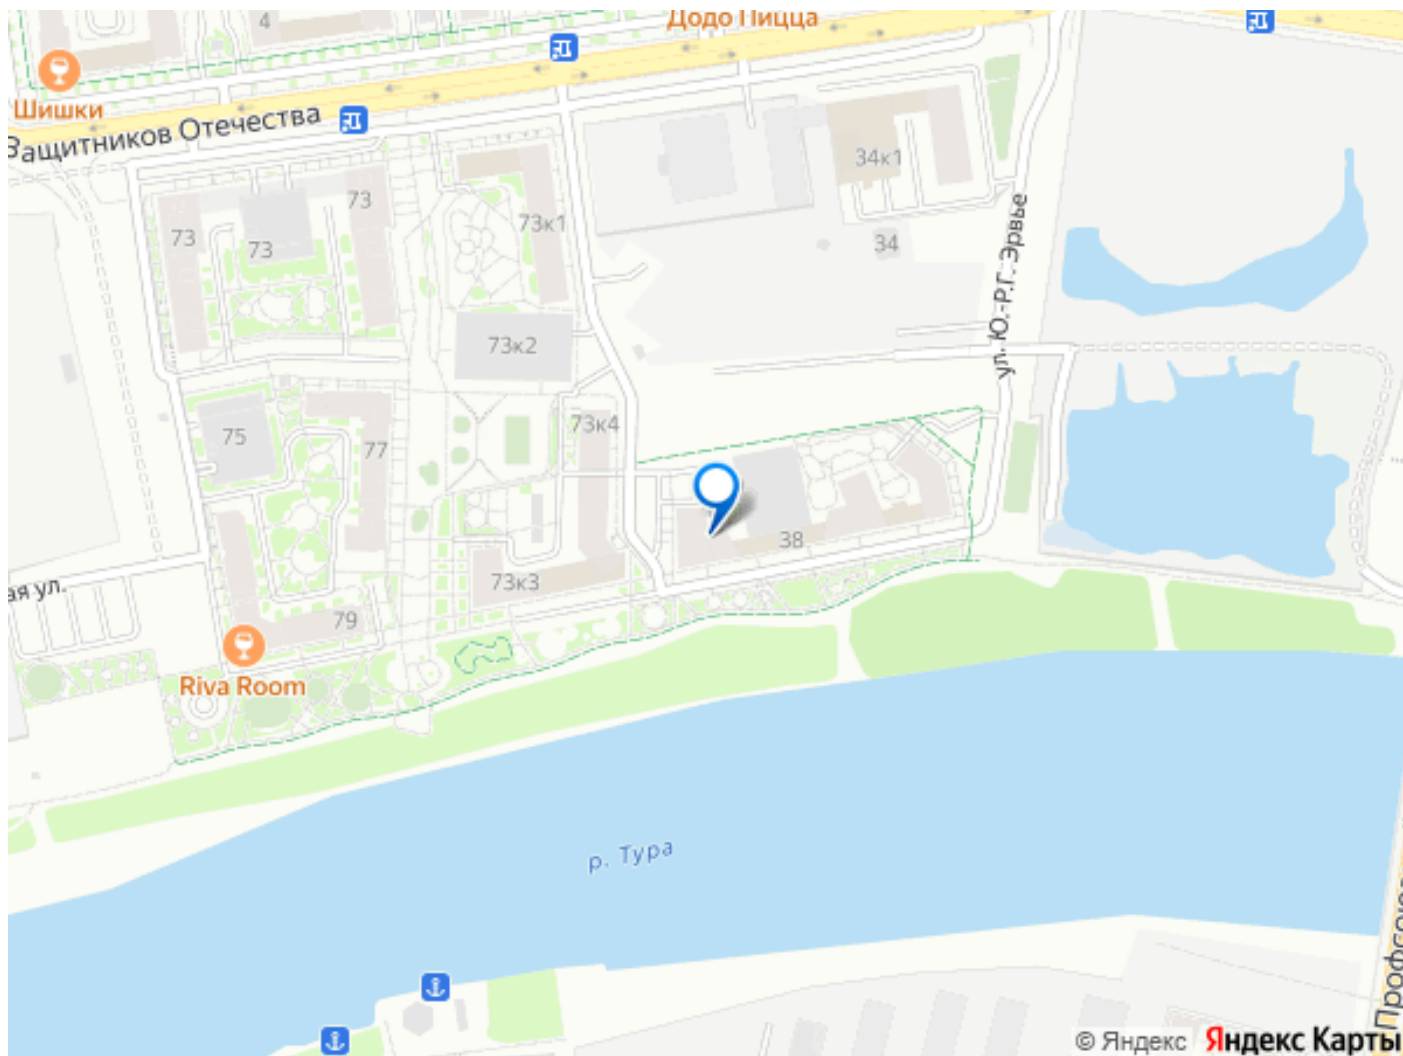 4
Додо Пицца
Шишки
Защитников Отечества
34к1
73
73к1
73
73
34
ул. Ю.-Р.Г. Эрвье
73к2
73к4
75
77
38
73к3
ая ул.
79
Riva Room
р. Тура
Профсоюз
© Яндекс Яндекс Карты